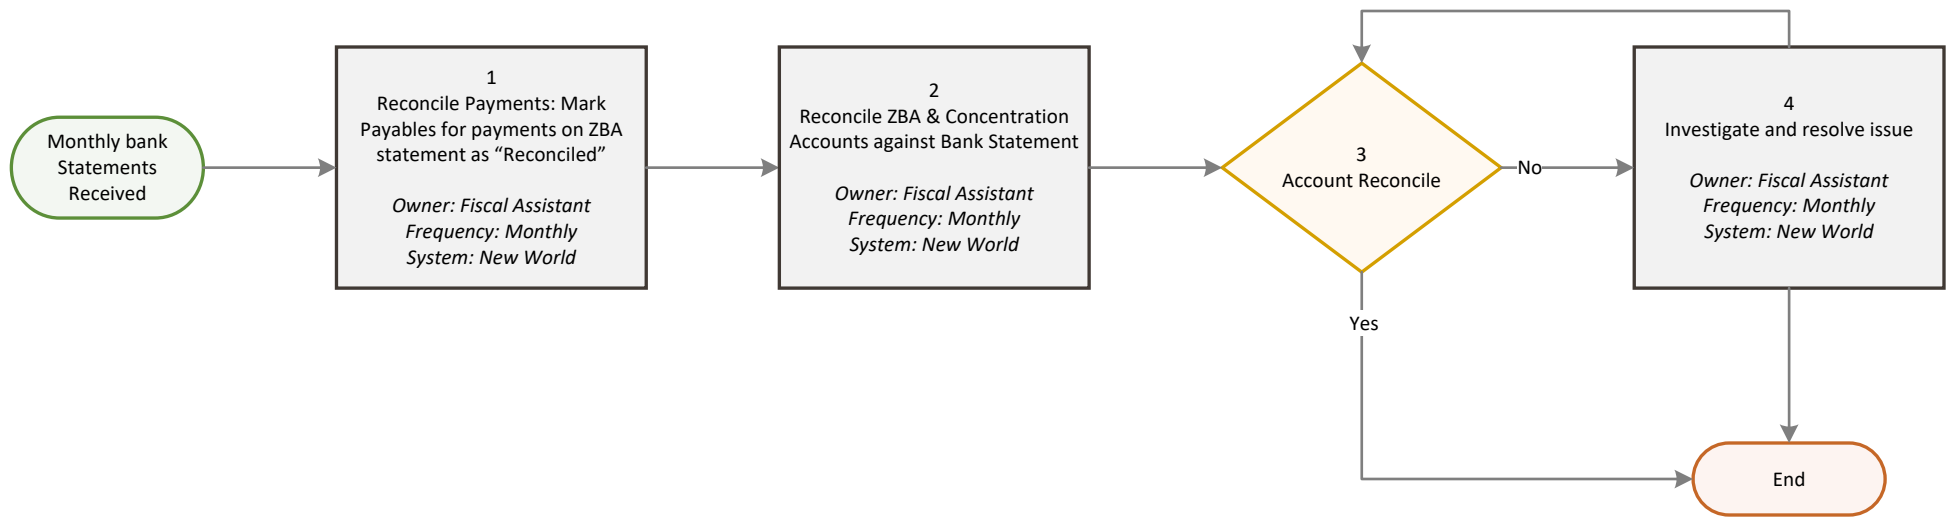 Monthly bank
Statements
Received
1
Reconcile Payments: Mark
Payables for payments on ZBA
statement as “Reconciled”
Owner: Fiscal Assistant
Frequency: Monthly
System: New World
2
Reconcile ZBA & Concentration
Accounts against Bank Statement
Owner: Fiscal Assistant
Frequency: Monthly
System: New World
3
Account Reconcile
No
Yes
4
Investigate and resolve issue
Owner: Fiscal Assistant
Frequency: Monthly
System: New World
End